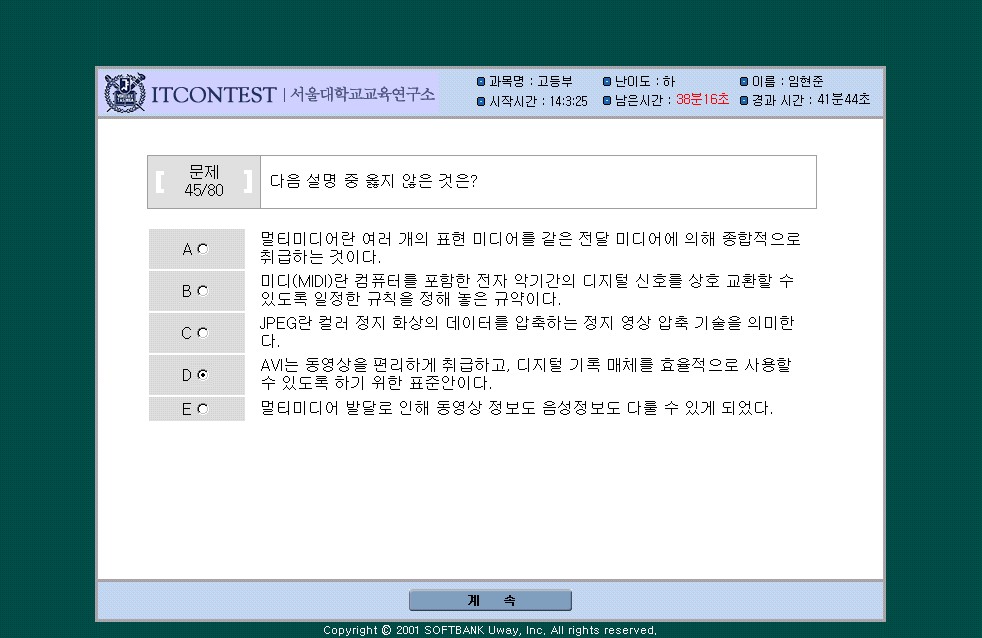 ITCONTEST | 서울대학교교육연구소
과목명 : 고등부 난이도 : 하 이름 : 임현준
시작시간 : 14:3:25 남은시간 : 38분16초 경과 시간 : 41분44초
문제
45/80
다음 설명 중 옳지 않은 것은?
A 멀티미디어란 여러 개의 표현 미디어를 같은 전달 미디어에 의해 종합적으로
취급하는 것이다.
B 미디(MIDI)란 컴퓨터를 포함한 전자 악기간의 디지털 신호를 상호 교환할 수
있도록 일정한 규칙을 정해 놓은 규약이다.
C JPEG란 컬러 정지 화상의 데이터를 압축하는 정지 영상 압축 기술을 의미한
다.
D AVI는 동영상을 편리하게 취급하고, 디지털 기록 매체를 효율적으로 사용할
수 있도록 하기 위한 표준안이다.
E 멀티미디어 발달로 인해 동영상 정보도 음성정보도 다룰 수 있게 되었다.
계 속
Copyright © 2001 SOFTBANK Uway, Inc, All rights reserved,